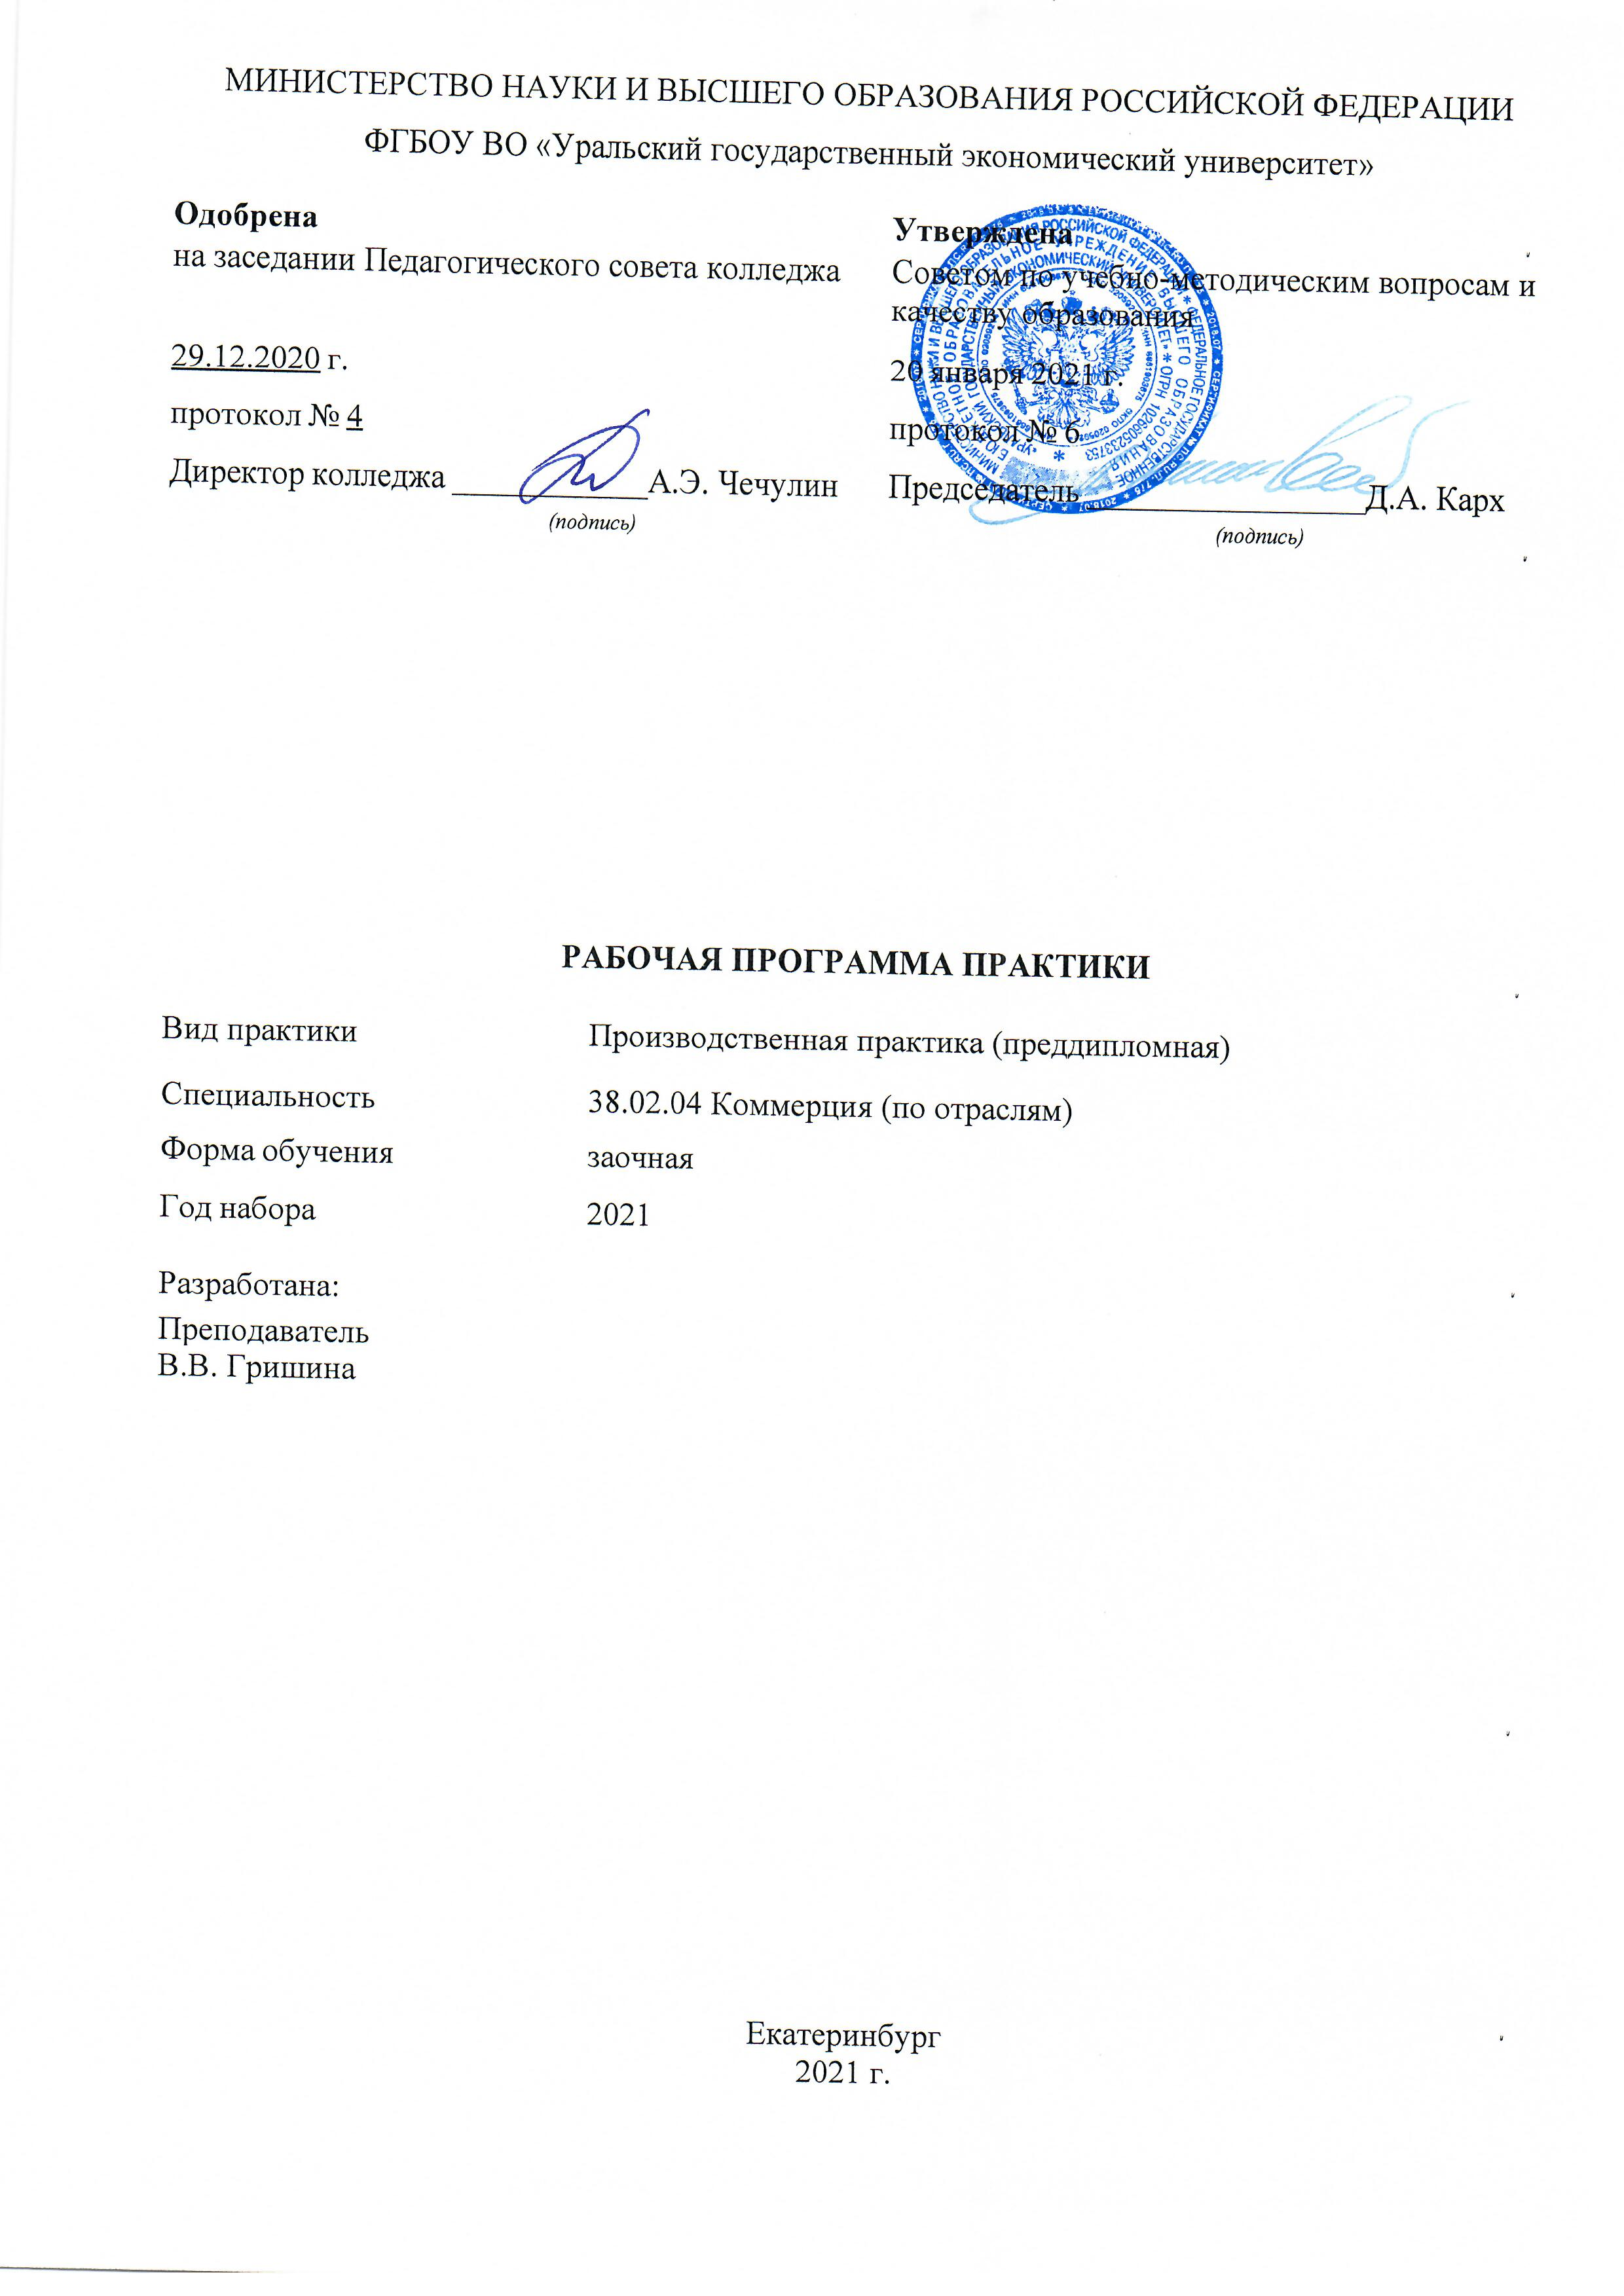 МИНИСТЕРСТВО НАУКИ И ВЫСШЕГО ОБРАЗОВАНИЯ РОССИЙСКОЙ ФЕДЕРАЦИИ
ФГБОУ ВО «Уральский государственный экономический университет»
Одобрена
на заседании Педагогического совета колледжа
29.12.2020 г.
протокол № 4
Директор колледжа ______________А.Э. Чечулин
(подпись)
Утверждена
Советом по учебно-методическим вопросам и
качеству образования
20 января 2021 г.
протокол № 6
Председатель ____________________Д.А. Карх
(подпись)
РАБОЧАЯ ПРОГРАММА ПРАКТИКИ
Вид практики Производственная практика (преддипломная)
Специальность 38.02.04 Коммерция (по отраслям)
Форма обучения заочная
Год набора 2021
Разработана:
Преподаватель
В.В. Гришина
Екатеринбург
2021 г.